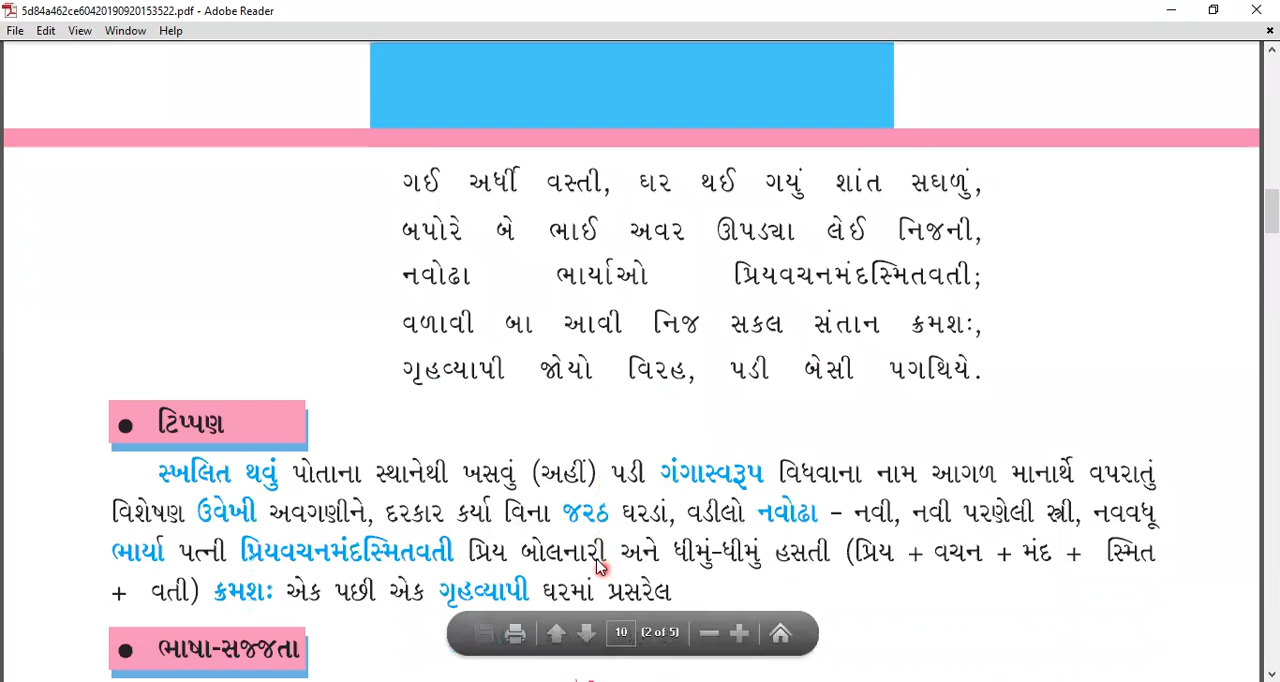 5d84a462ce60420190920153522.pdf - Adobe Reader
File Edit View Window Help
ગઈ અર્ધી વસ્તી, ઘર થઈ ગયું શાંત સઘળું,
બપોરે બે ભાઈ અવર ઊપડ્યા લેઈ નિજની,
નવોઢા ભાર્યાઓ પ્રિયવચનમંદસ્મિતવતી;
વળાવી બા આવી નિજ સકલ સંતાન ક્રમશઃ,
ગૃહવ્યાપી જોયો વિરહ, પડી બેસી પગથિયે.
● ટિપ્પણ
સ્ખલિત થવું પોતાના સ્થાનેથી ખસવું (અહીં) પડી ગંગાસ્વરૂપ વિધવાના નામ આગળ માનાર્થે વપરાતું
વિશેષણ ઉવેખી અવગણીને, દરકાર કર્યા વિના જરઠ ઘરડાં, વડીલો નવોઢા - નવી, નવી પરણેલી સ્ત્રી, નવવધૂ
ભાર્યા પત્ની પ્રિયવચનમંદસ્મિતવતી પ્રિય બોલનારી અને ધીમું-ધીમું હસતી (પ્રિય + વચન + મંદ + સ્મિત
+ વતી) ક્રમશઃ એક પછી એક ગૃહવ્યાપી ઘરમાં પ્રસરેલ
10 (2 of 5)
● ભાષા-સજ્જતા